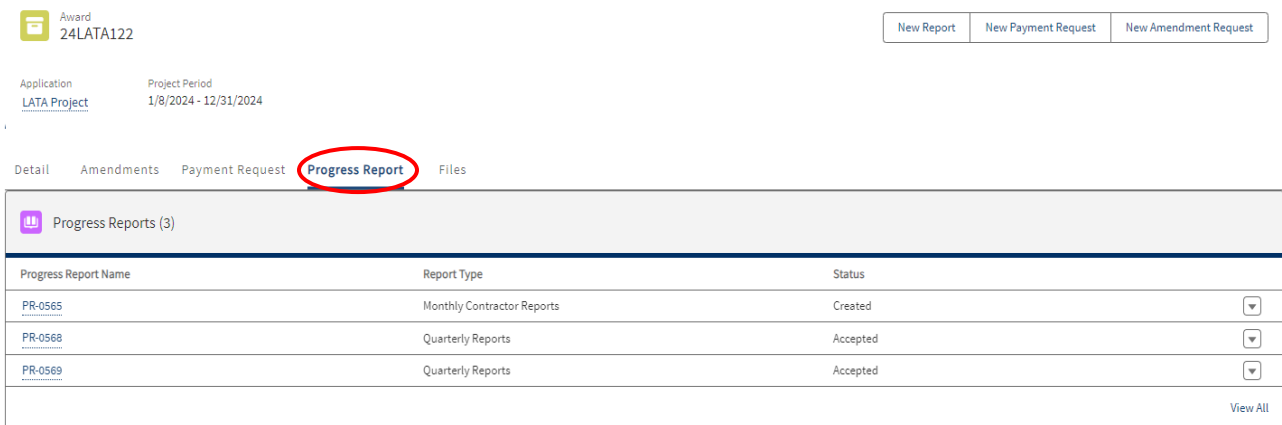 Award
24LATA122
New Report New Payment Request New Amendment Request
Application Project Period
LATA Project 1/8/2024 - 12/31/2024
Detail Amendments Payment Request Progress Report Files
Progress Reports (3)
Progress Report Name Report Type Status
PR-0565 Monthly Contractor Reports Created
PR-0568 Quarterly Reports Accepted
PR-0569 Quarterly Reports Accepted
View All